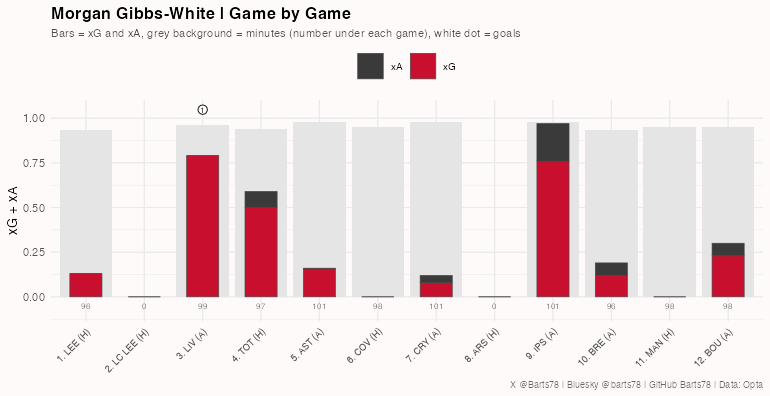 Morgan Gibbs-White | Game by Game
Bars = xG and xA, grey background = minutes (number under each game), white dot = goals
xA xG
1
1.00
0.75
0.50
0.25
0.00
xG + xA
96 0 99 97 101 98 101 0 101 96 98 98
1. LEE (H)
2. LC LEE (H)
3. LIV (A)
4. TOT (H)
5. AST (A)
6. COV (H)
7. CRY (A)
8. ARS (H)
9. IPS (A)
10. BRE (A)
11. MAN (H)
12. BOU (A)
X @Barts78 | Bluesky @barts78 | GitHub Barts78 | Data: Opta